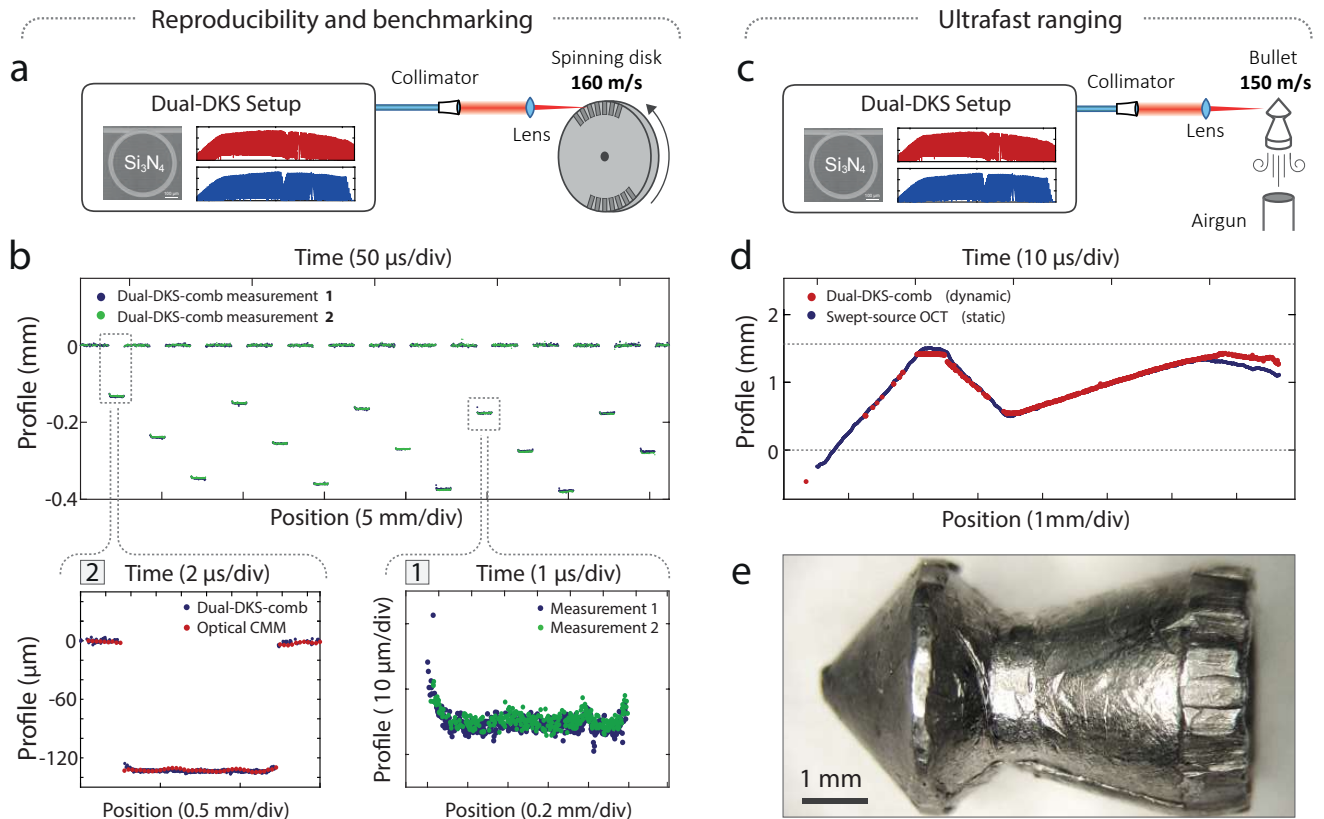 Reproducibility and benchmarking
Ultrafast ranging
a
Dual-DKS Setup
Si₃N₄
Collimator
Lens
Spinning disk
160 m/s
c
Dual-DKS Setup
Si₃N₄
Collimator
Lens
Bullet
150 m/s
Airgun
b
Time (50 µs/div)
Dual-DKS-comb measurement 1
Dual-DKS-comb measurement 2
Profile (mm)
0
-0.2
-0.4
Position (5 mm/div)
2 Time (2 µs/div)
Dual-DKS-comb
Optical CMM
Profile (µm)
0
-60
-120
Position (0.5 mm/div)
1 Time (1 µs/div)
Measurement 1
Measurement 2
Profile ( 10 µm/div)
Position (0.2 mm/div)
d
Time (10 µs/div)
Dual-DKS-comb (dynamic)
Swept-source OCT (static)
Profile (mm)
2
1
0
Position (1mm/div)
e
1 mm